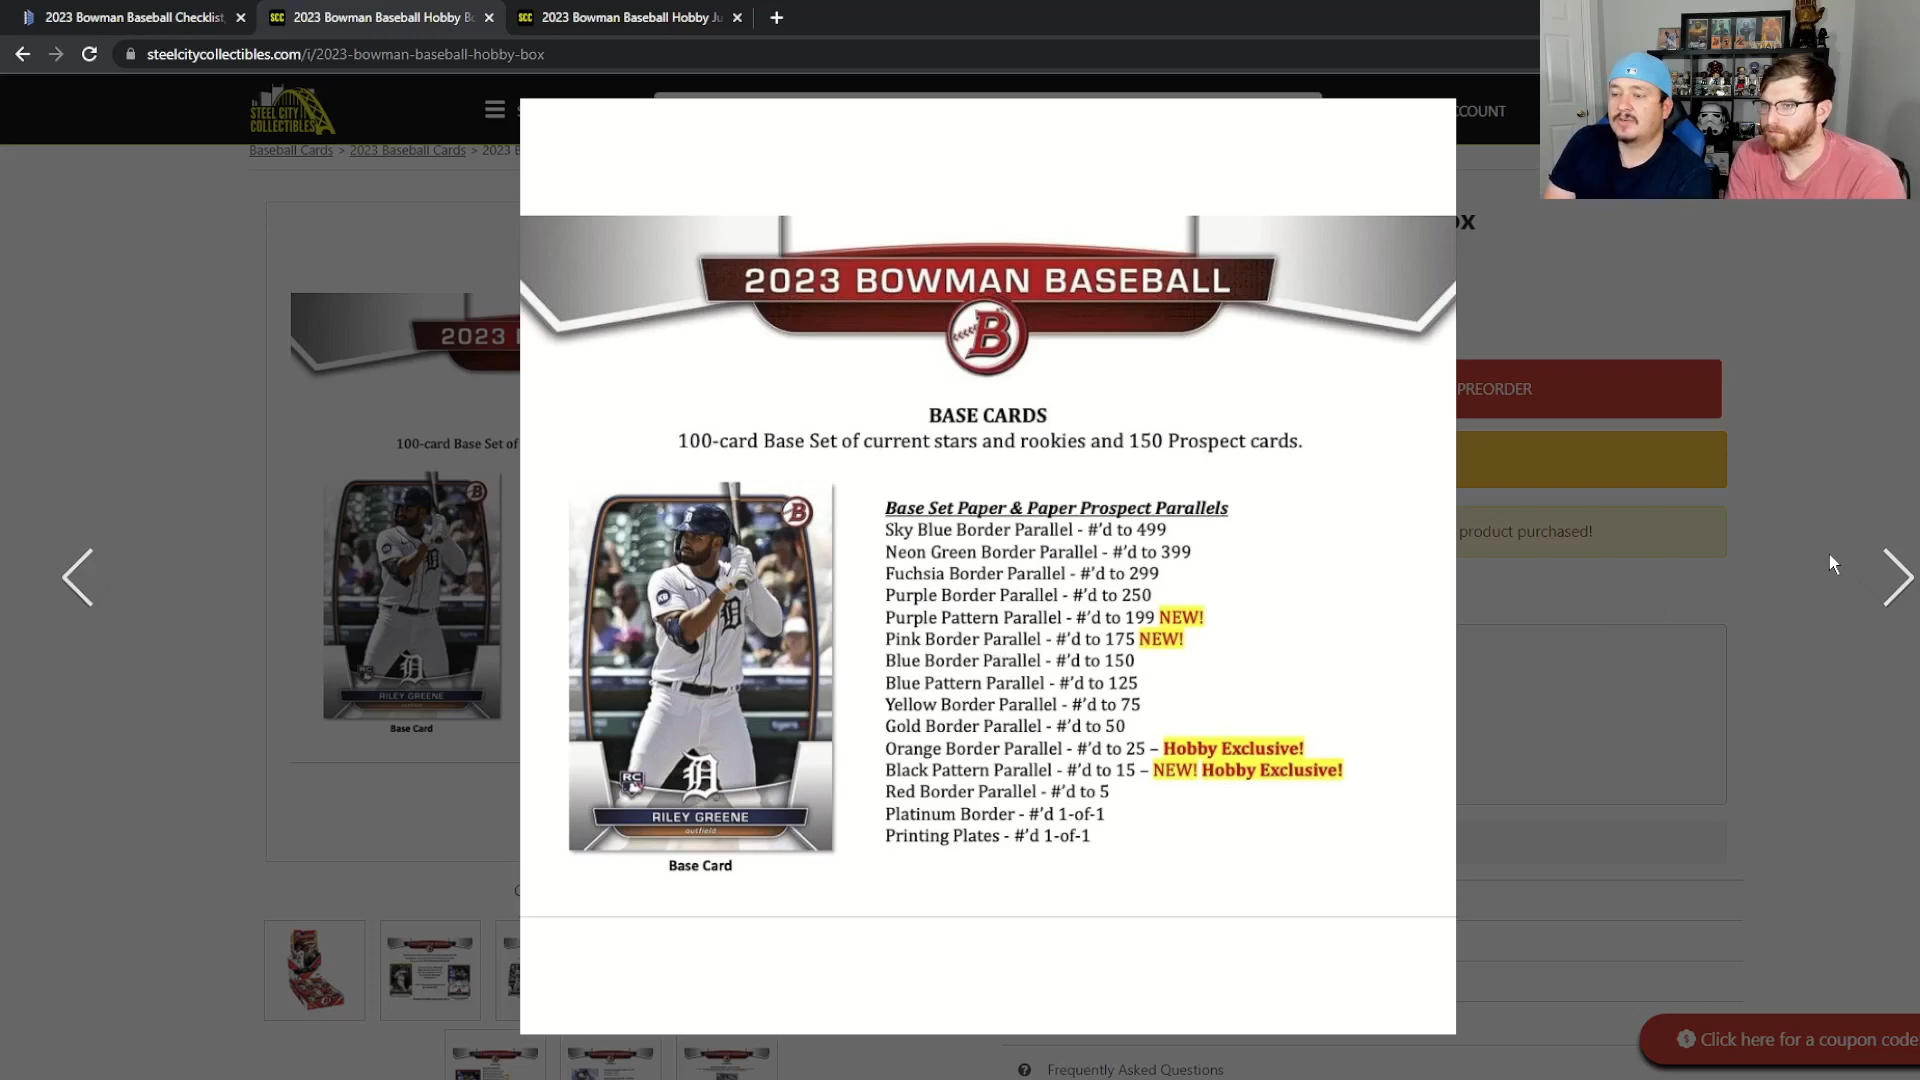 2023 Bowman Baseball Checklist,
2023 Bowman Baseball Hobby B
2023 Bowman Baseball Hobby Ju
steelcitycollectibles.com/i/2023-bowman-baseball-hobby-box
STEEL CITY
COLLECTIBLES
COUNT
Baseball Cards > 2023 Baseball Cards > 2023 B
ox
2023 BOWMAN BASEBALL
B
2023
PREORDER
BASE CARDS
100-card Base Set of current stars and rookies and 150 Prospect cards.
100-card Base Set of
Base Set Paper & Paper Prospect Parallels
Sky Blue Border Parallel - #'d to 499
Neon Green Border Parallel - #'d to 399
Fuchsia Border Parallel - #'d to 299
Purple Border Parallel - #'d to 250
Purple Pattern Parallel - #'d to 199 NEW!
Pink Border Parallel - #'d to 175 NEW!
Blue Border Parallel - #'d to 150
Blue Pattern Parallel - #'d to 125
Yellow Border Parallel - #'d to 75
Gold Border Parallel - #'d to 50
Orange Border Parallel - #'d to 25 – Hobby Exclusive!
Black Pattern Parallel - #'d to 15 – NEW! Hobby Exclusive!
Red Border Parallel - #'d to 5
Platinum Border - #'d 1-of-1
Printing Plates - #'d 1-of-1
product purchased!
B
D
RC
RILEY GREENE
outfield
Base Card
RILEY GREENE
Base Card
Click here for a coupon code
Frequently Asked Questions